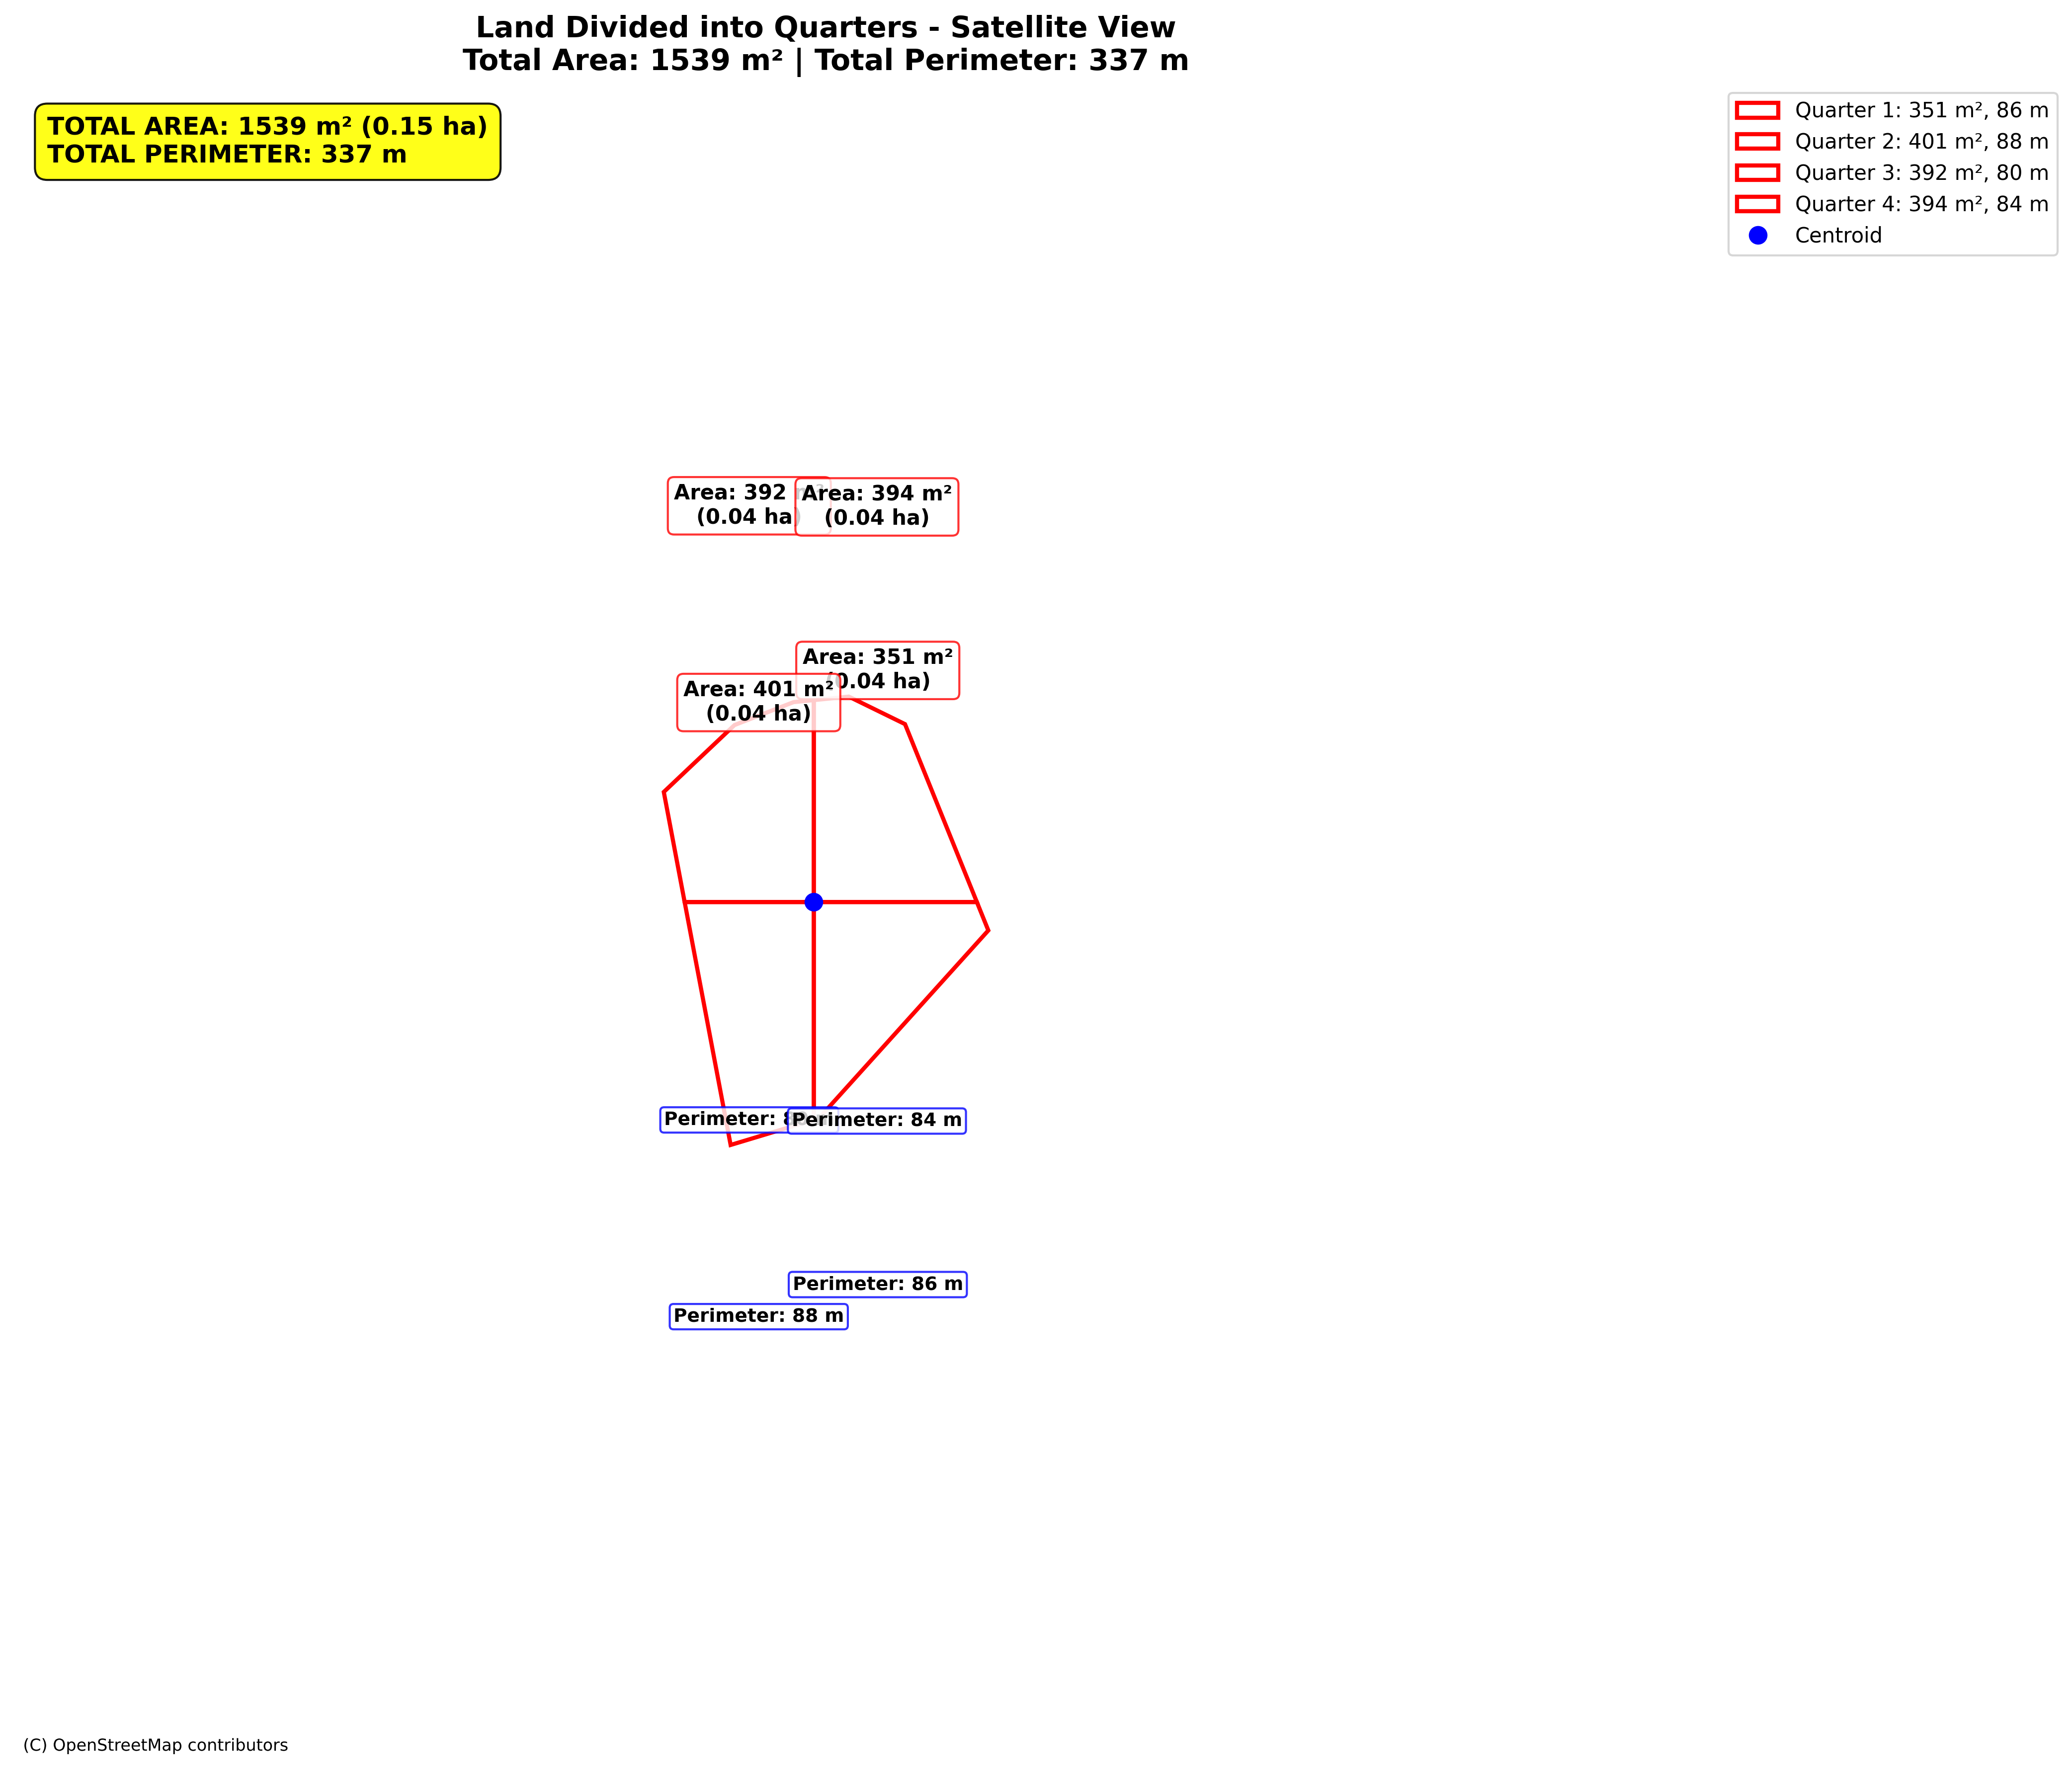 Land Divided into Quarters - Satellite View
Total Area: 1539 m² | Total Perimeter: 337 m
TOTAL AREA: 1539 m² (0.15 ha)
TOTAL PERIMETER: 337 m
Quarter 1: 351 m², 86 m
Quarter 2: 401 m², 88 m
Quarter 3: 392 m², 80 m
Quarter 4: 394 m², 84 m
Centroid
Area: 392 m²
(0.04 ha)
Area: 394 m²
(0.04 ha)
Area: 351 m²
(0.04 ha)
Area: 401 m²
(0.04 ha)
Perimeter: 80 m
Perimeter: 84 m
Perimeter: 86 m
Perimeter: 88 m
(C) OpenStreetMap contributors